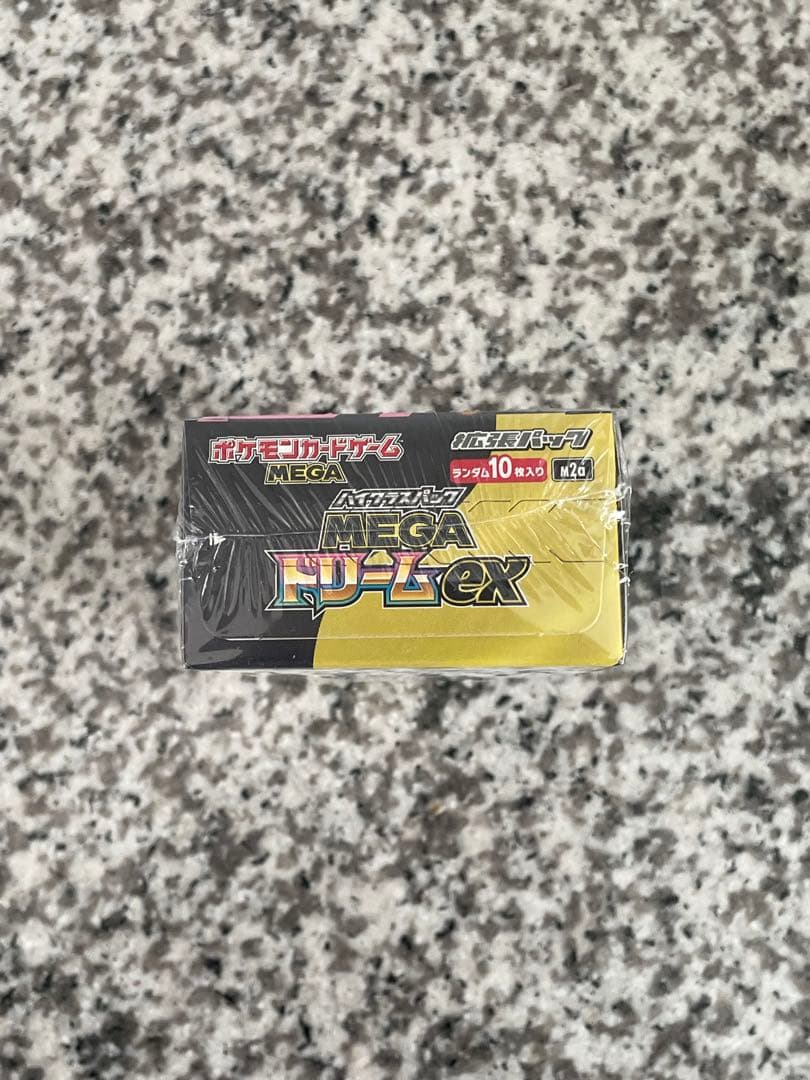 ポケモンカードゲーム
MEGA
拡張パック
ランダム10枚入り M2a
ハイクラスパック
MEGA
ドリームex